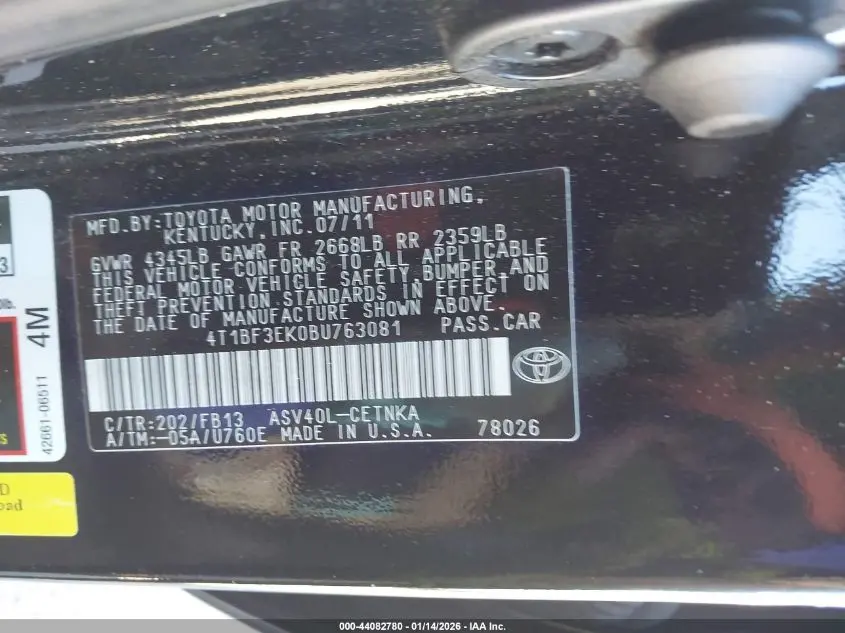 MFD.BY:TOYOTA MOTOR MANUFACTURING,
KENTUCKY,INC.07/11
GVWR 4345LB GAWR FR 2668LB RR 2359LB
THIS VEHICLE CONFORMS TO ALL APPLICABLE
FEDERAL MOTOR VEHICLE SAFETY BUMPER,AND
THEFT PREVENTION STANDARDS IN EFFECT ON
THE DATE OF MANUFACTURE SHOWN ABOVE.
4T1BF3EK0BU763081 PASS.CAR
C/TR:202/FB13 ASV40L-CETNKA
A/TM:-05A/U760E MADE IN U.S.A. 78026
3
4M
42661-06511
S
D
oad
000-44082780 - 01/14/2026 - IAA Inc.